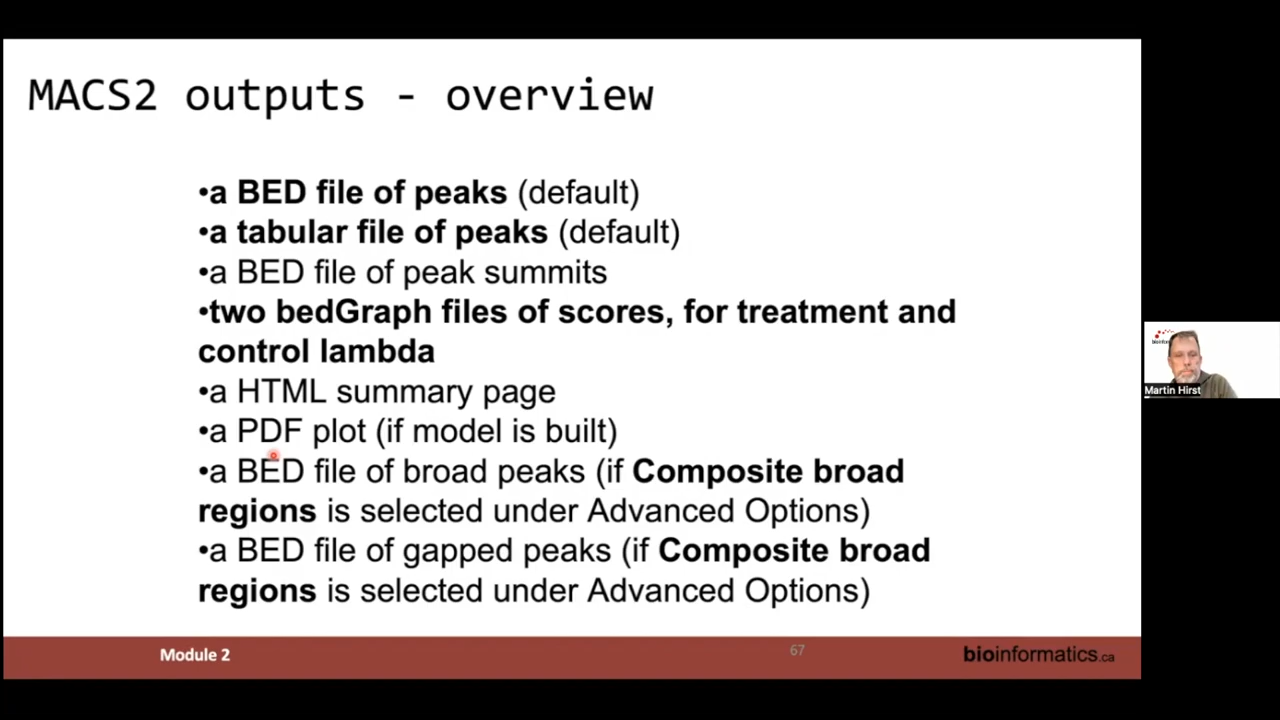 MACS2 outputs - overview
•a BED file of peaks (default)
•a tabular file of peaks (default)
•a BED file of peak summits
•two bedGraph files of scores, for treatment and
control lambda
•a HTML summary page
•a PDF plot (if model is built)
•a BED file of broad peaks (if Composite broad
regions is selected under Advanced Options)
•a BED file of gapped peaks (if Composite broad
regions is selected under Advanced Options)
Martin Hirst
Module 2
67
bioinformatics.ca